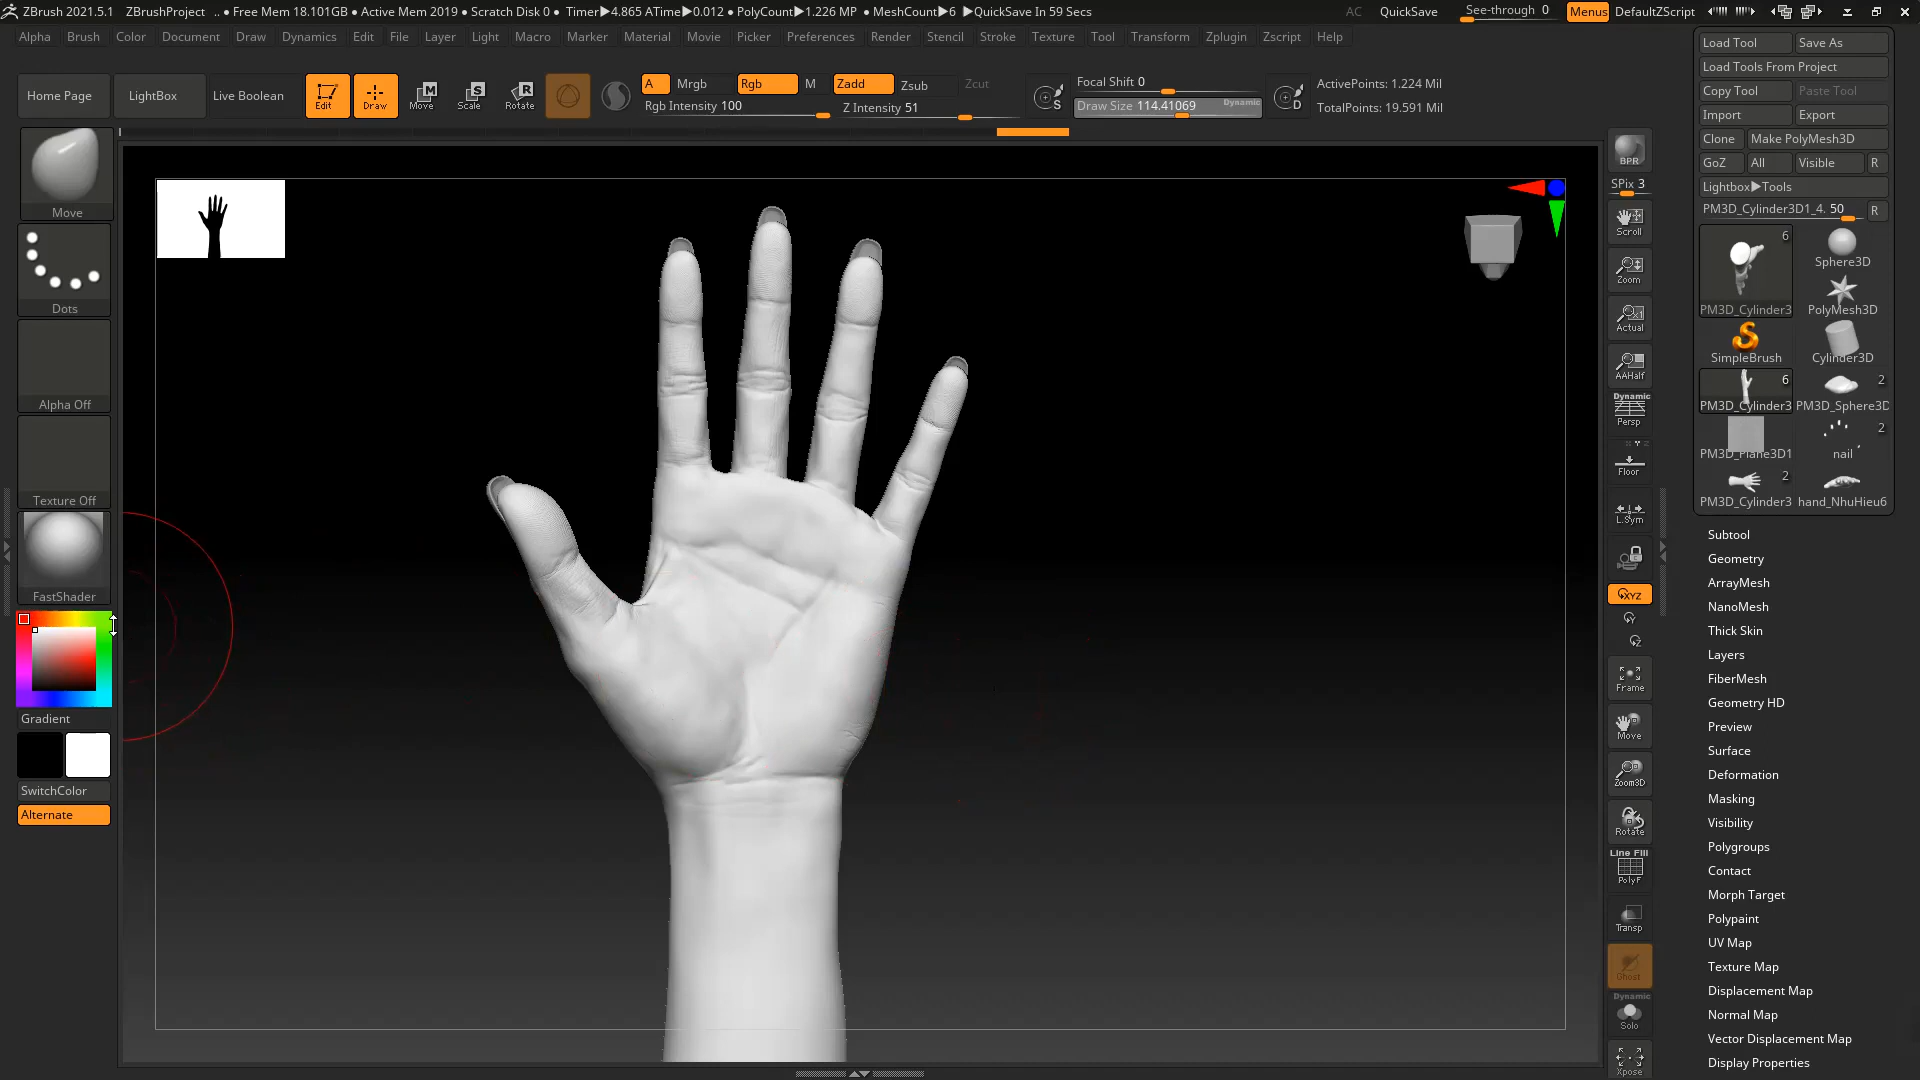 ZBrush 2021.5.1 ZBrushProject .. ● Free Mem 18.101GB ● Active Mem 2019 ● Scratch Disk 0 ● Timer▶4.865 ATime▶0.012 ● PolyCount▶1.226 MP ● MeshCount▶6 ▶QuickSave In 59 Secs AC QuickSave See-through 0 Menus DefaultZScript
Alpha Brush Color Document Draw Dynamics Edit File Layer Light Macro Marker Material Movie Picker Preferences Render Stencil Stroke Texture Tool Transform Zplugin Zscript Help
Home Page LightBox Live Boolean Edit Draw Move Scale Rotate
A Mrgb Rgb M Zadd Zsub Zcut
Rgb Intensity 100 Z Intensity 51
Focal Shift 0
Draw Size 114.41069 Dynamic
S D
ActivePoints: 1.224 Mil
TotalPoints: 19.591 Mil
Move
Dots
Alpha Off
Texture Off
FastShader
Gradient
SwitchColor
Alternate
BPR
SPix 3
Scroll
Zoom
Actual
AAHalf
Dynamic
Persp
Floor
L.Sym
XYZ
Y
Z
Frame
Move
Zoom3D
Rotate
Line Fill
PolyF
Transp
Ghost
Dynamic
Solo
Xpose
Load Tool Save As
Load Tools From Project
Copy Tool Paste Tool
Import Export
Clone Make PolyMesh3D
GoZ All Visible R
Lightbox▶Tools
PM3D_Cylinder3D1_4. 50 R
6
Sphere3D
PM3D_Cylinder3 PolyMesh3D
SimpleBrush Cylinder3D
6 2
PM3D_Cylinder3 PM3D_Sphere3D
2
PM3D_Plane3D1 nail
2
PM3D_Cylinder3 hand_NhuHieu6
Subtool
Geometry
ArrayMesh
NanoMesh
Thick Skin
Layers
FiberMesh
Geometry HD
Preview
Surface
Deformation
Masking
Visibility
Polygroups
Contact
Morph Target
Polypaint
UV Map
Texture Map
Displacement Map
Normal Map
Vector Displacement Map
Display Properties